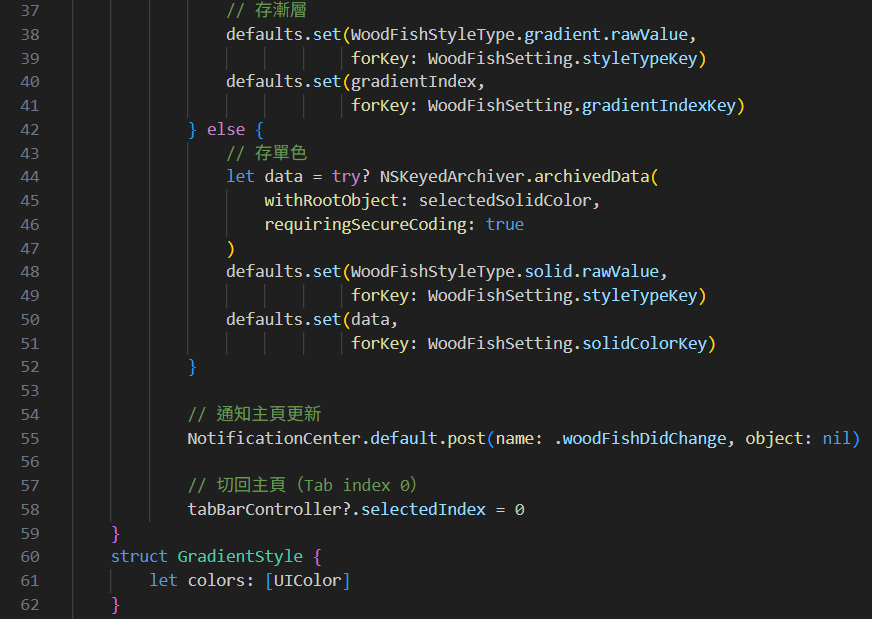 37 // 存漸層
38 defaults.set(WoodFishStyleType.gradient.rawValue,
39 forKey: WoodFishSetting.styleTypeKey)
40 defaults.set(gradientIndex,
41 forKey: WoodFishSetting.gradientIndexKey)
42 } else {
43 // 存單色
44 let data = try? NSKeyedArchiver.archivedData(
45 withRootObject: selectedSolidColor,
46 requiringSecureCoding: true
47 )
48 defaults.set(WoodFishStyleType.solid.rawValue,
49 forKey: WoodFishSetting.styleTypeKey)
50 defaults.set(data,
51 forKey: WoodFishSetting.solidColorKey)
52 }
53
54 // 通知主頁更新
55 NotificationCenter.default.post(name: .woodFishDidChange, object: nil)
56
57 // 切回主頁（Tab index 0）
58 tabBarController?.selectedIndex = 0
59 }
60 struct GradientStyle {
61 let colors: [UIColor]
62 }